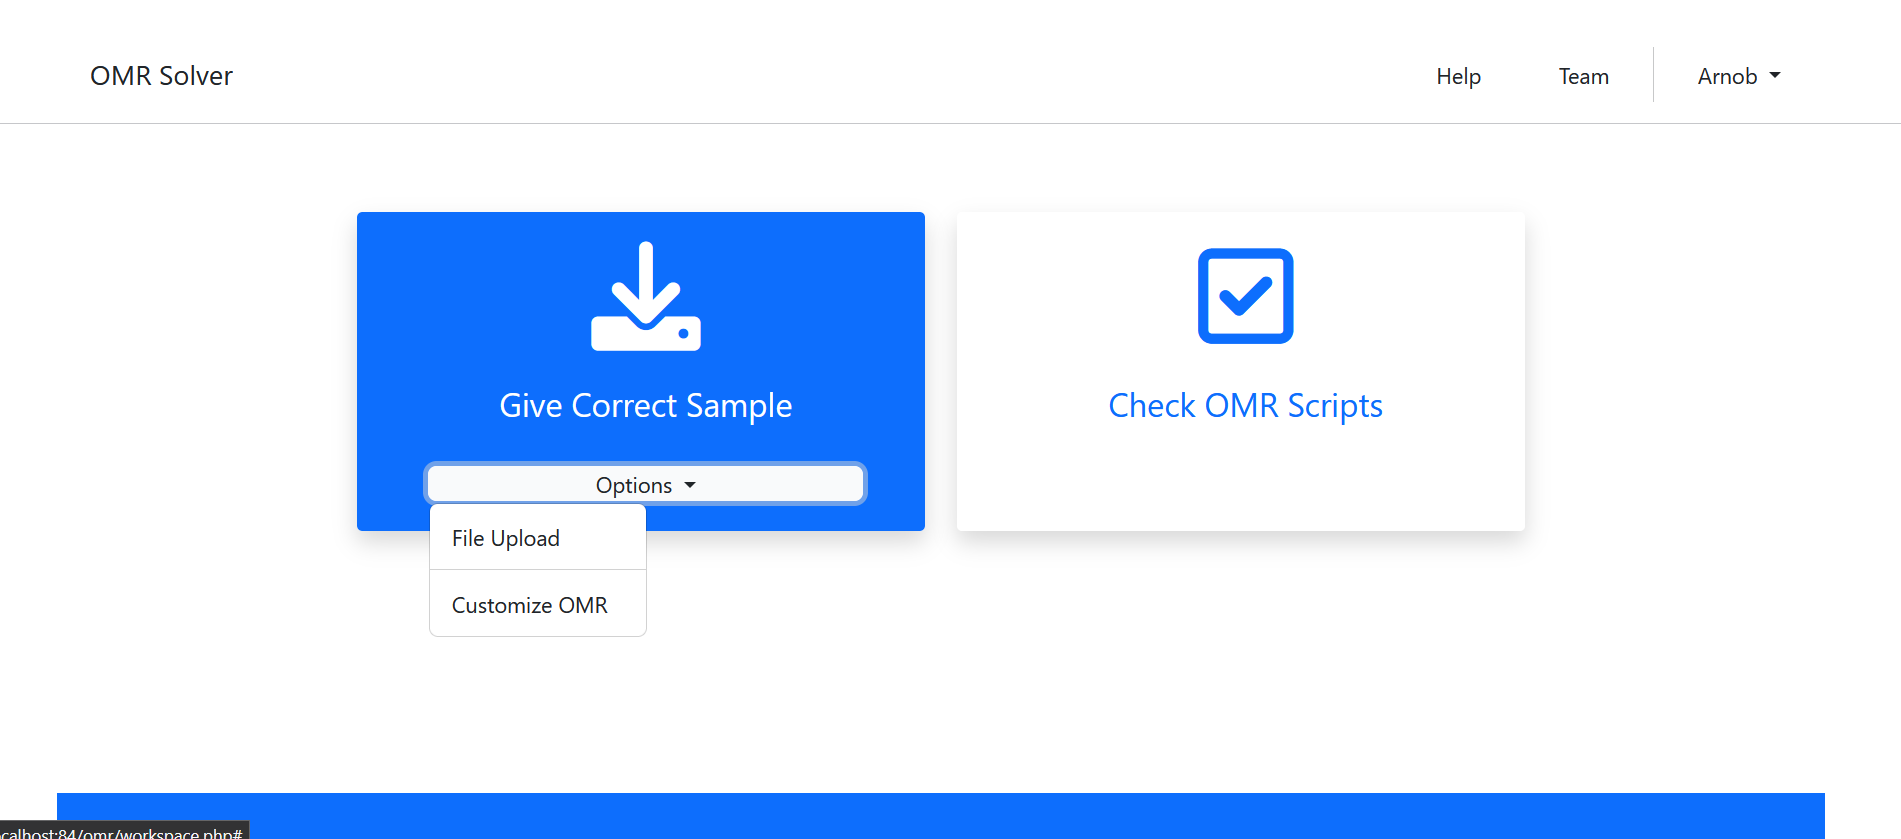 OMR Solver
Help
Team
Arnob
Give Correct Sample
Check OMR Scripts
Options
File Upload
Customize OMR
calhost:84/omr/workspace.php#